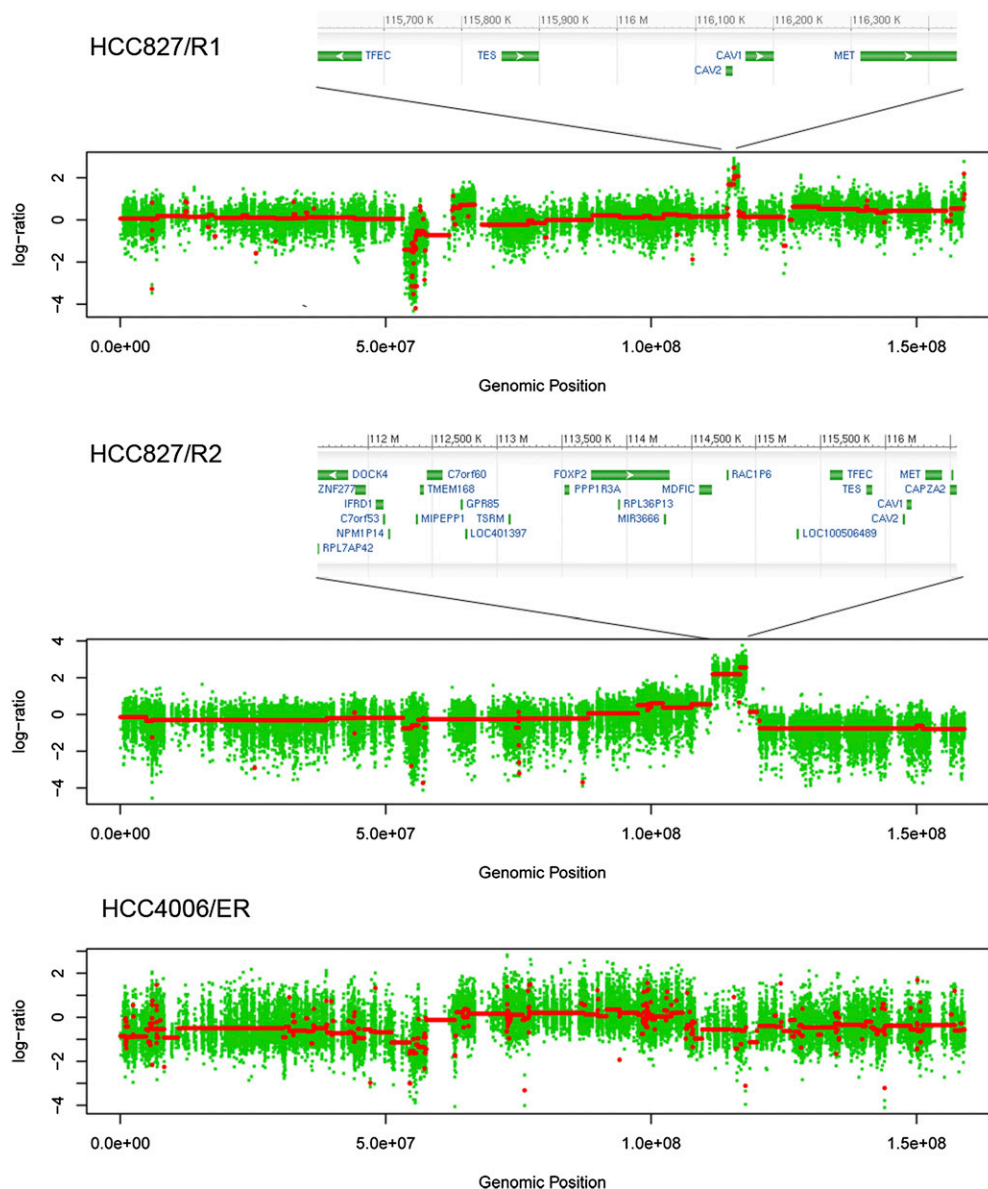 HCC827/R1
115,700 K 115,800 K 115,900 K 116 M 116,100 K 116,200 K 116,300 K
TFEC TES CAV1 MET
CAV2
log-ratio
2
0
−2
−4
0.0e+00 5.0e+07 1.0e+08 1.5e+08
Genomic Position
HCC827/R2
112 M 112,500 K 113 M 113,500 K 114 M 114,500 K 115 M 115,500 K 116 M
DOCK4 C7orf60 FOXP2 RAC1P6 TFEC MET
ZNF277 TMEM168 PPP1R3A MDFIC TES CAPZA2
IFRD1 GPR85 RPL36P13 CAV1
C7orf53 MIPEPP1 TSRM MIR3666 CAV2
NPM1P14 LOC401397 LOC100506489
RPL7AP42
log-ratio
4
2
0
−2
−4
0.0e+00 5.0e+07 1.0e+08 1.5e+08
Genomic Position
HCC4006/ER
log-ratio
2
0
−2
−4
0.0e+00 5.0e+07 1.0e+08 1.5e+08
Genomic Position